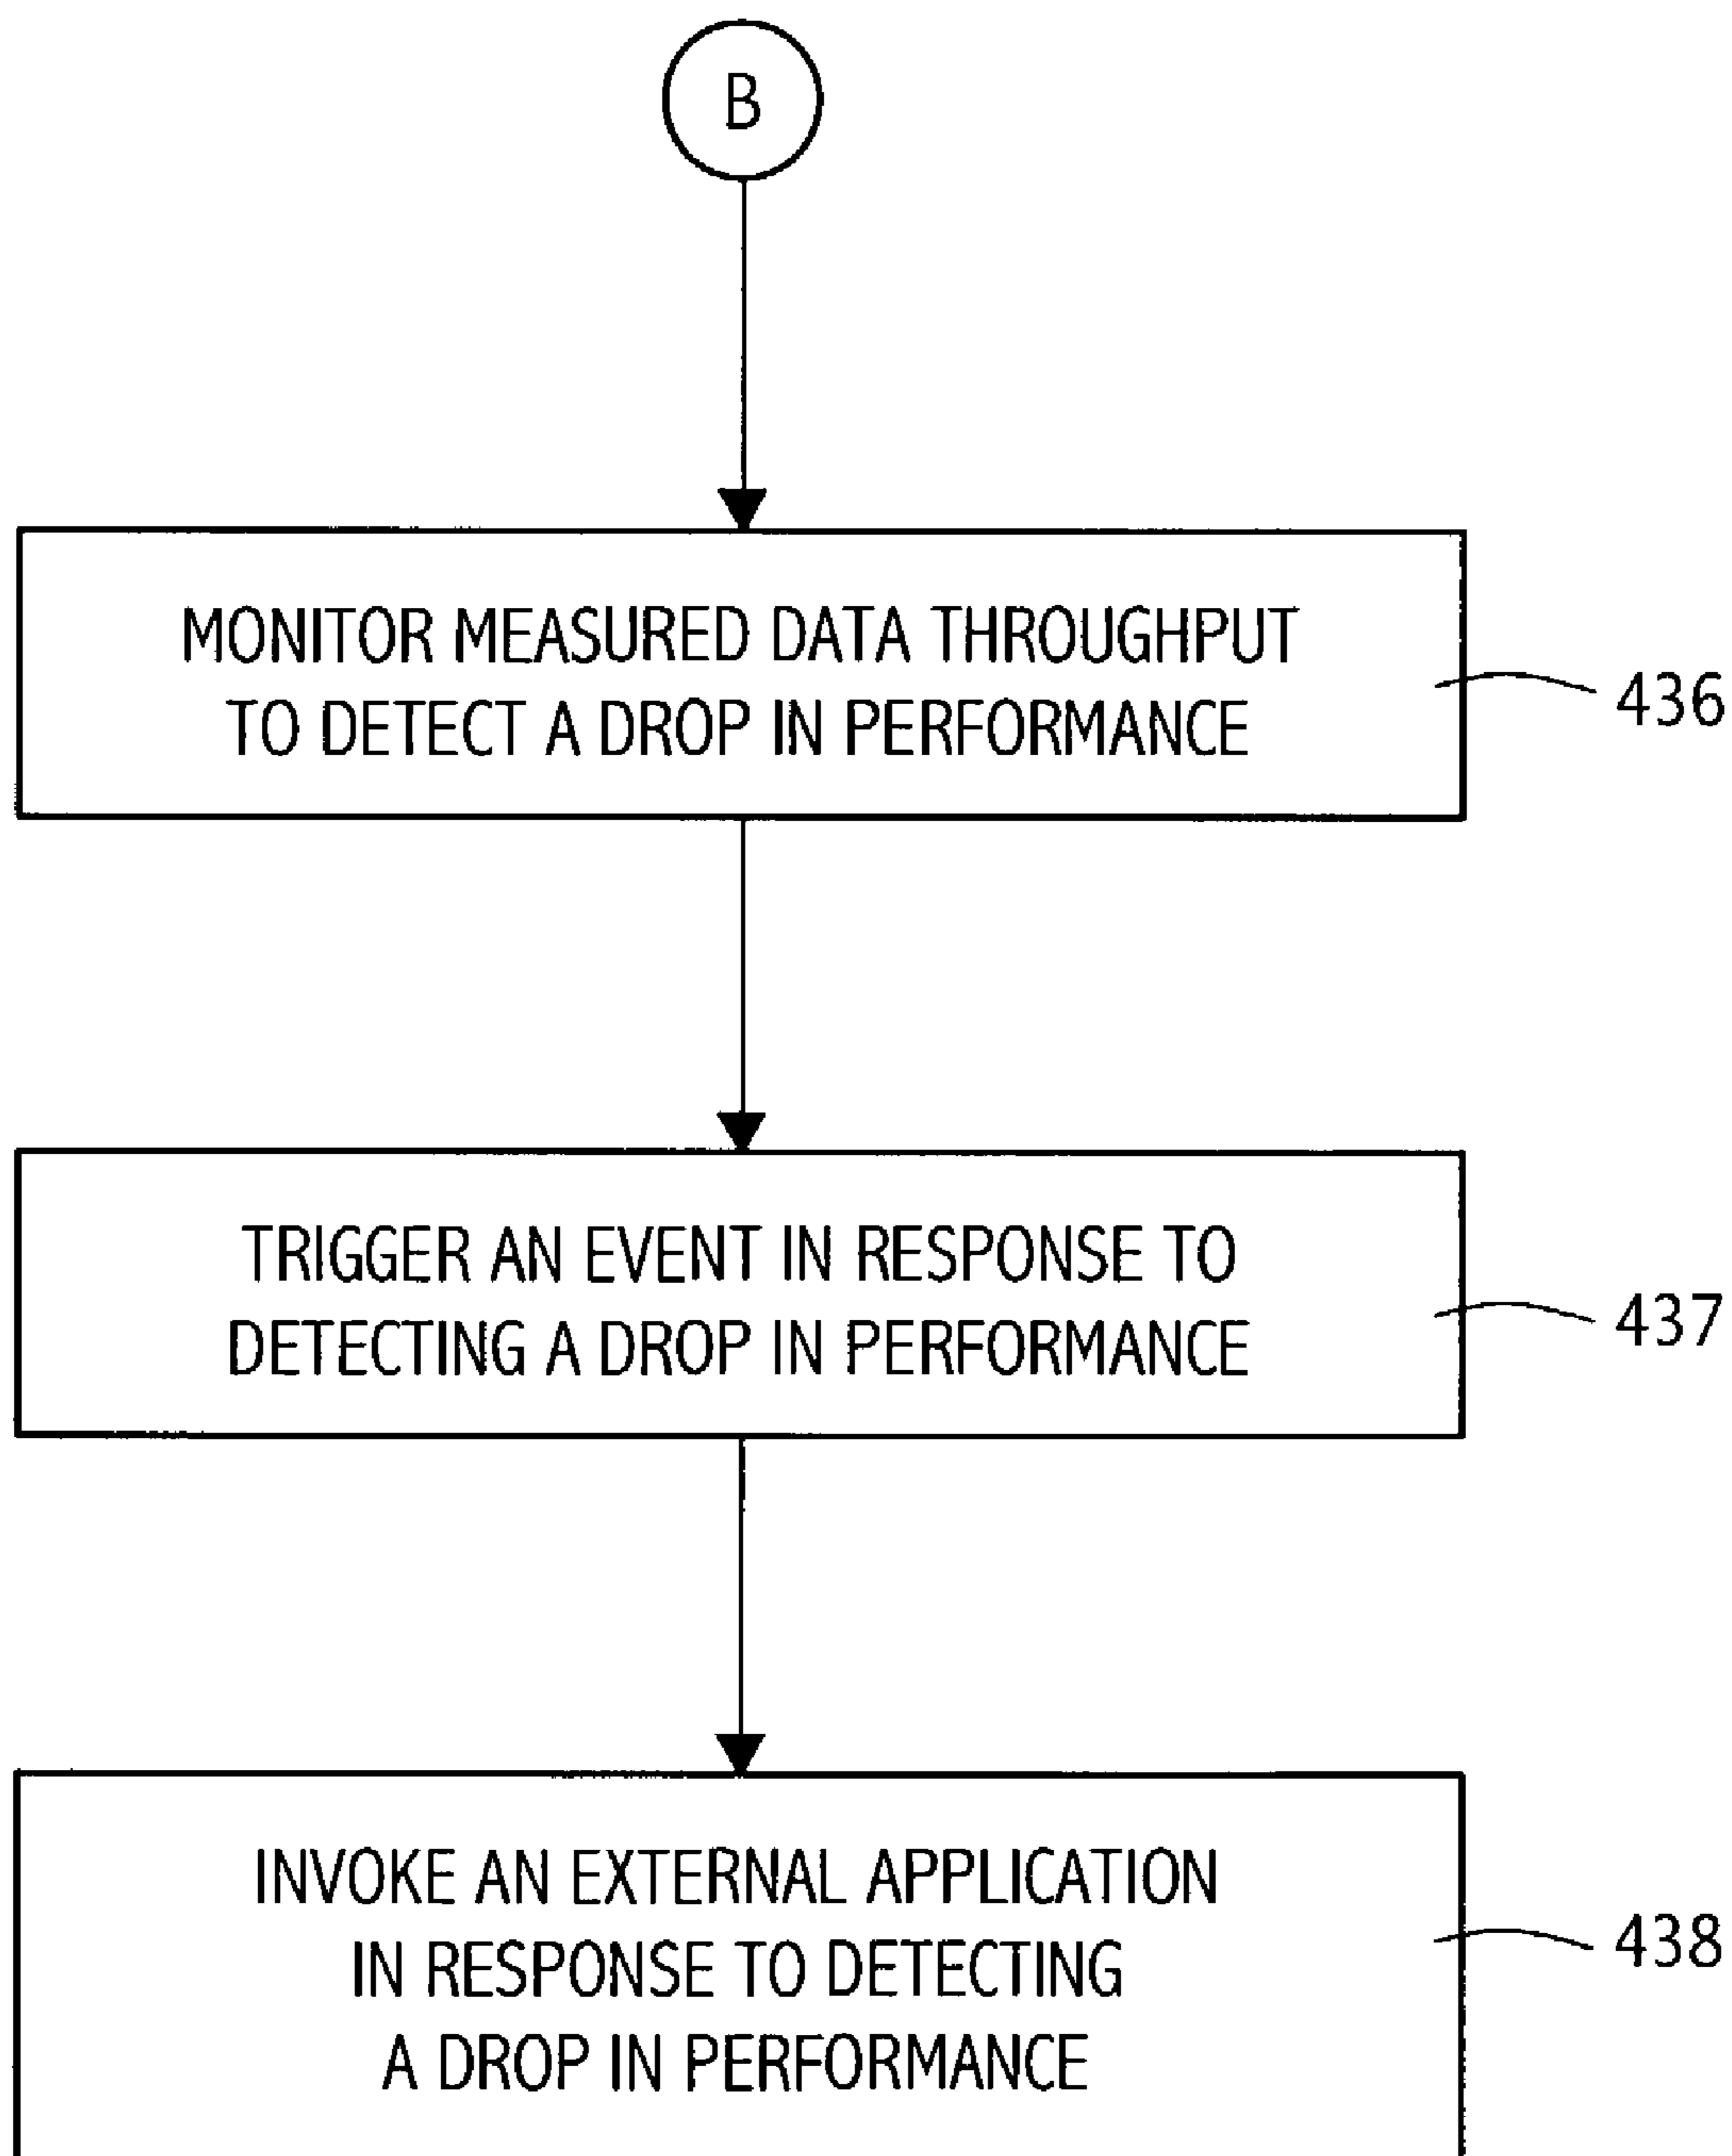 B
MONITOR MEASURED DATA THROUGHPUT
TO DETECT A DROP IN PERFORMANCE
436
TRIGGER AN EVENT IN RESPONSE TO
DETECTING A DROP IN PERFORMANCE
437
INVOKE AN EXTERNAL APPLICATION
IN RESPONSE TO DETECTING
A DROP IN PERFORMANCE
438